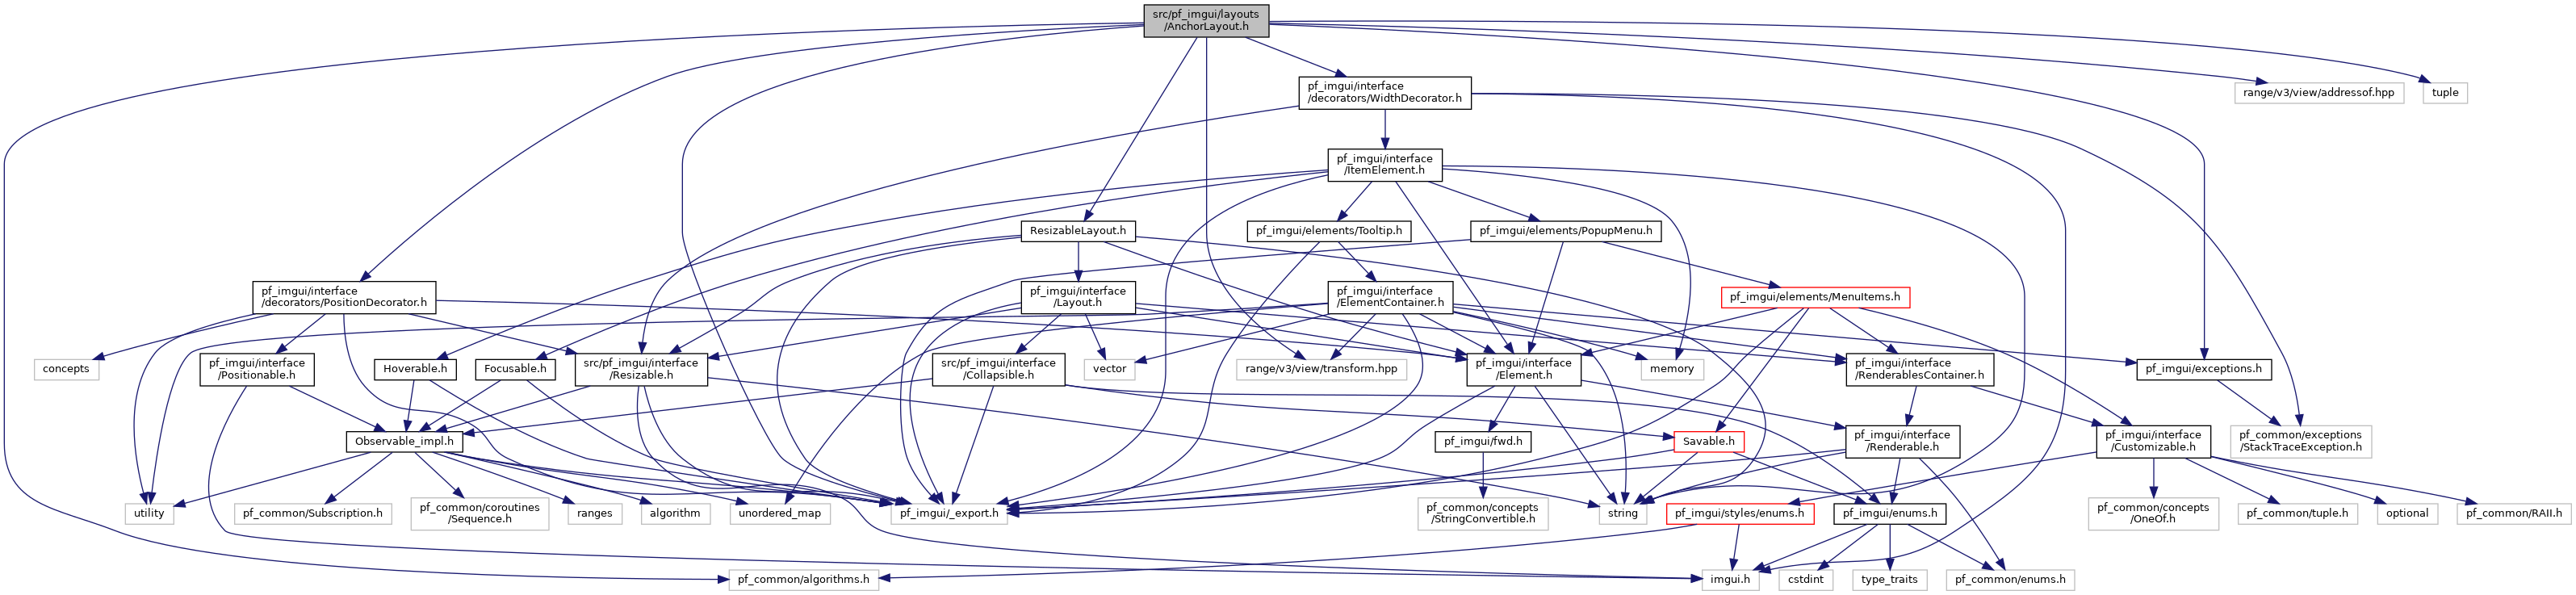 src/pf_imgui/layouts
/AnchorLayout.h
pf_imgui/interface
/decorators/WidthDecorator.h
range/v3/view/addressof.hpp
tuple
pf_imgui/interface
/ItemElement.h
ResizableLayout.h
pf_imgui/elements/Tooltip.h
pf_imgui/elements/PopupMenu.h
pf_imgui/interface
/decorators/PositionDecorator.h
pf_imgui/interface
/Layout.h
pf_imgui/interface
/ElementContainer.h
pf_imgui/elements/MenuItems.h
concepts
pf_imgui/interface
/Positionable.h
Hoverable.h
Focusable.h
src/pf_imgui/interface
/Resizable.h
src/pf_imgui/interface
/Collapsible.h
vector
range/v3/view/transform.hpp
pf_imgui/interface
/Element.h
memory
pf_imgui/interface
/RenderablesContainer.h
pf_imgui/exceptions.h
Observable_impl.h
pf_imgui/fwd.h
Savable.h
pf_imgui/interface
/Renderable.h
pf_imgui/interface
/Customizable.h
pf_common/exceptions
/StackTraceException.h
utility
pf_common/Subscription.h
pf_common/coroutines
/Sequence.h
ranges
algorithm
unordered_map
pf_imgui/_export.h
pf_common/concepts
/StringConvertible.h
string
pf_imgui/styles/enums.h
pf_imgui/enums.h
pf_common/concepts
/OneOf.h
pf_common/tuple.h
optional
pf_common/RAII.h
pf_common/algorithms.h
imgui.h
cstdint
type_traits
pf_common/enums.h